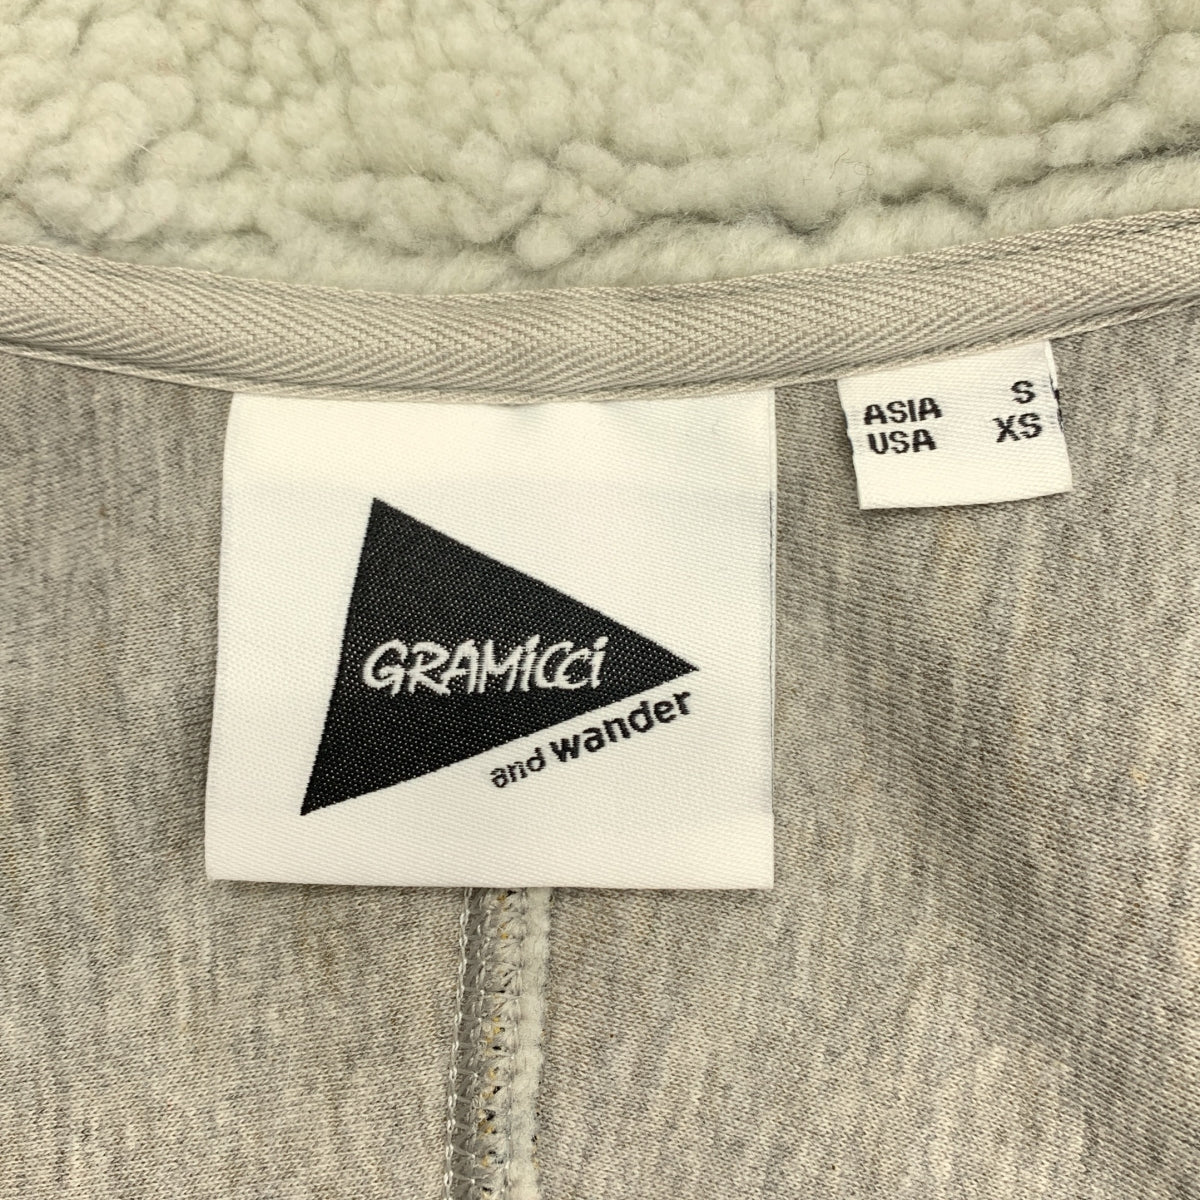 GRAMiCCi
and wander
ASIA S
USA XS